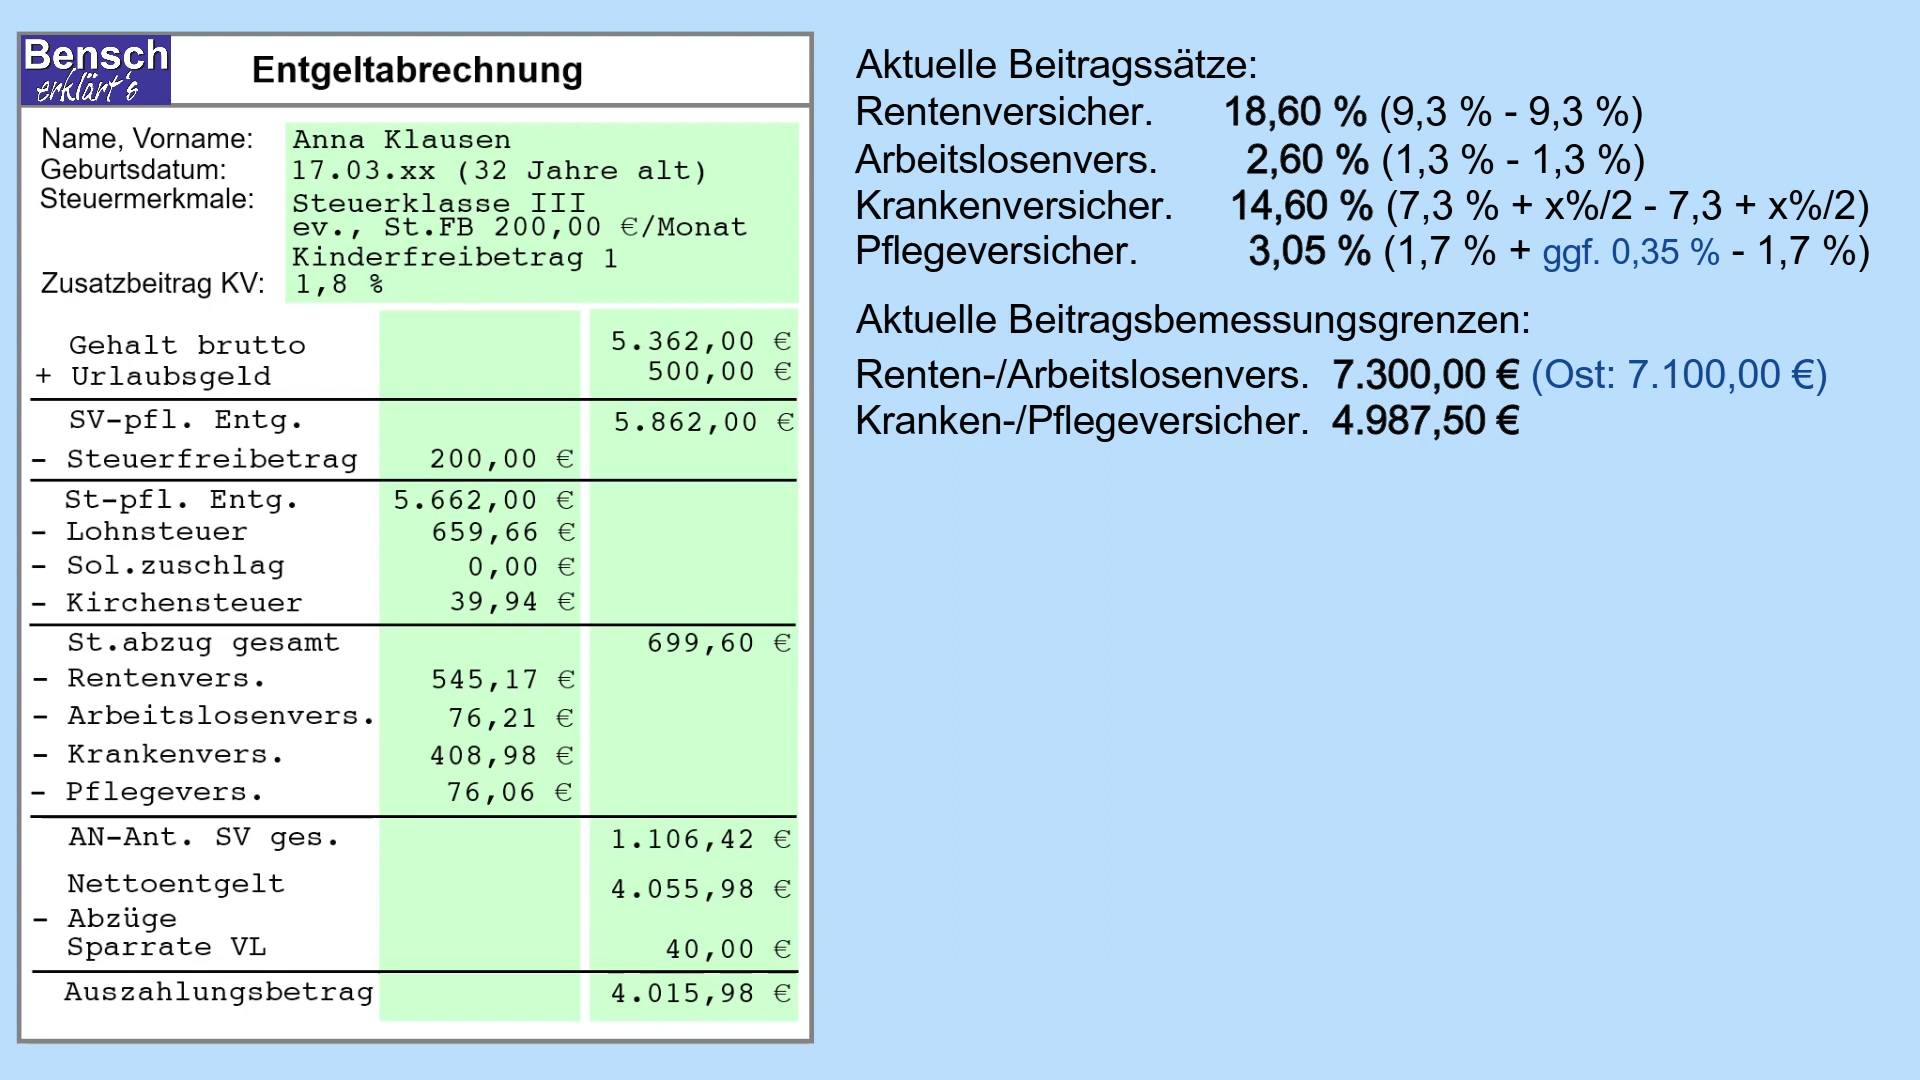 Bensch
erklärt's
Entgeltabrechnung
Name, Vorname: Anna Klausen
Geburtsdatum: 17.03.xx (32 Jahre alt)
Steuermerkmale: Steuerklasse III
ev., St.FB 200,00 €/Monat
Kinderfreibetrag 1
Zusatzbeitrag KV: 1,8 %
Gehalt brutto 5.362,00 €
+ Urlaubsgeld 500,00 €
SV-pfl. Entg. 5.862,00 €
- Steuerfreibetrag 200,00 €
St-pfl. Entg. 5.662,00 €
- Lohnsteuer 659,66 €
- Sol.zuschlag 0,00 €
- Kirchensteuer 39,94 €
St.abzug gesamt 699,60 €
- Rentenvers. 545,17 €
- Arbeitslosenvers. 76,21 €
- Krankenvers. 408,98 €
- Pflegevers. 76,06 €
AN-Ant. SV ges. 1.106,42 €
Nettoentgelt 4.055,98 €
- Abzüge
Sparrate VL 40,00 €
Auszahlungsbetrag 4.015,98 €
Aktuelle Beitragssätze:
Rentenversicher. 18,60 % (9,3 % - 9,3 %)
Arbeitslosenvers. 2,60 % (1,3 % - 1,3 %)
Krankenversicher. 14,60 % (7,3 % + x%/2 - 7,3 + x%/2)
Pflegeversicher. 3,05 % (1,7 % + ggf. 0,35 % - 1,7 %)
Aktuelle Beitragsbemessungsgrenzen:
Renten-/Arbeitslosenvers. 7.300,00 € (Ost: 7.100,00 €)
Kranken-/Pflegeversicher. 4.987,50 €